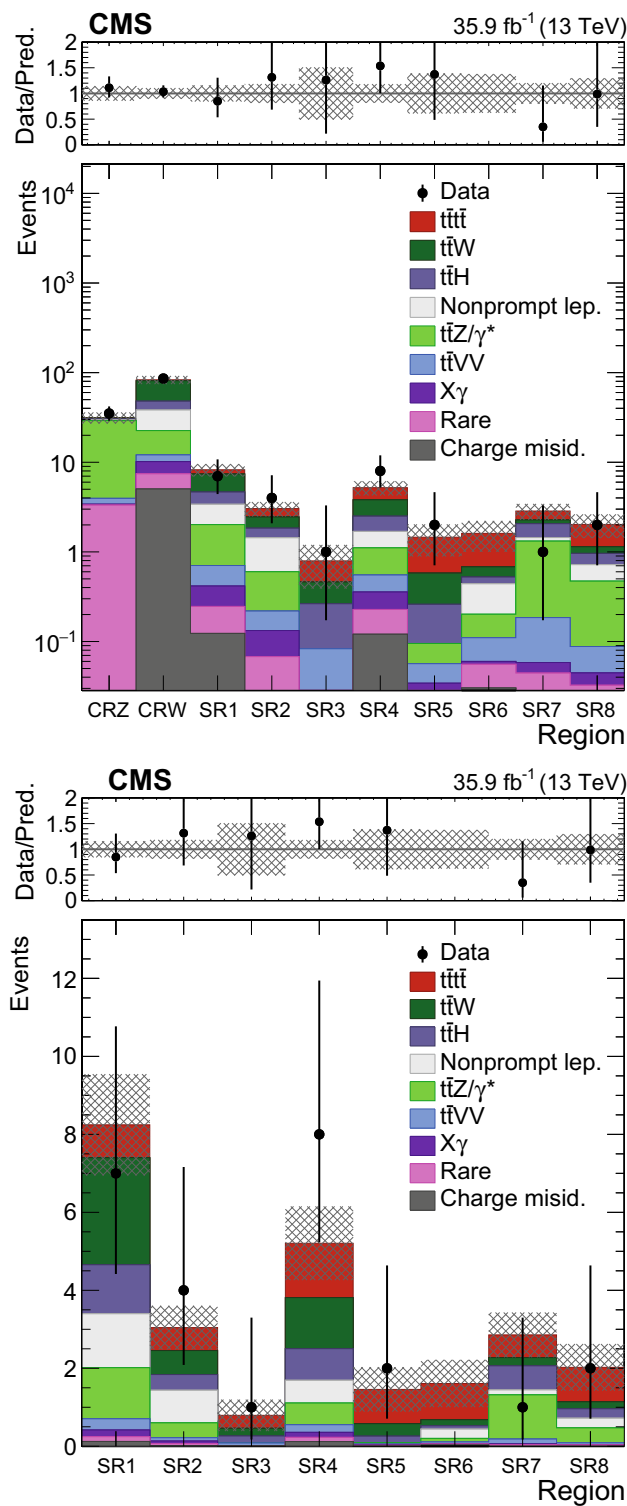 CMS 35.9 fb⁻¹ (13 TeV)
Data/Pred.
2
1.5
1
0.5
0
Events
10⁴
10³
10²
10
1
10⁻¹
Data
tt̄tt̄
tt̄W
tt̄H
Nonprompt lep.
tt̄Z/γ*
tt̄VV
Xγ
Rare
Charge misid.
CRZ CRW SR1 SR2 SR3 SR4 SR5 SR6 SR7 SR8
Region
CMS 35.9 fb⁻¹ (13 TeV)
Data/Pred.
2
1.5
1
0.5
0
Events
12
10
8
6
4
2
0
Data
tt̄tt̄
tt̄W
tt̄H
Nonprompt lep.
tt̄Z/γ*
tt̄VV
Xγ
Rare
Charge misid.
SR1 SR2 SR3 SR4 SR5 SR6 SR7 SR8
Region